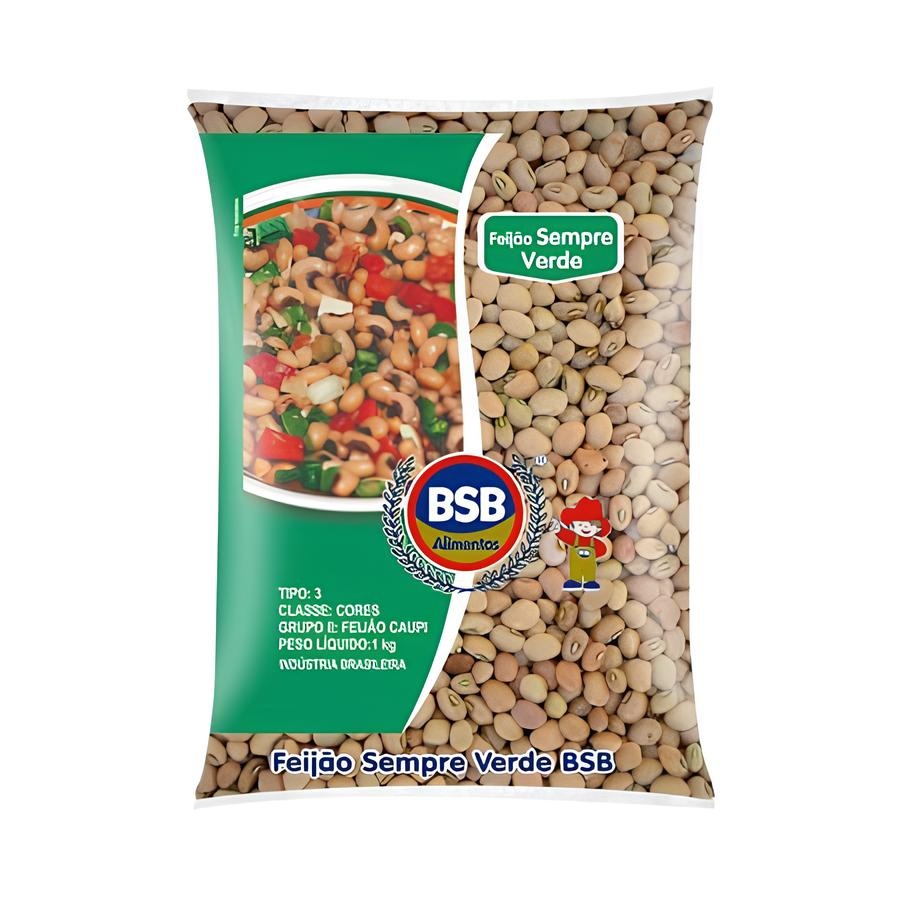 Feijão Sempre
Verde
BSB
Alimentos
TIPO: 3
CLASSE: CORES
GRUPO II: FEIJÃO CAUPI
PESO LÍQUIDO:1 kg
INDÚSTRIA BRASILEIRA
Feijão Sempre Verde BSB